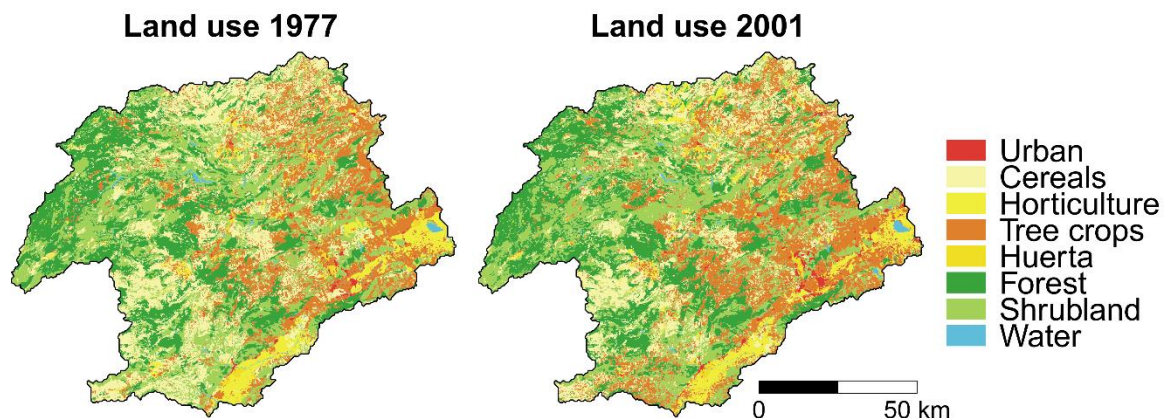 Land use 1977
Land use 2001
Urban
Cereals
Horticulture
Tree crops
Huerta
Forest
Shrubland
Water
0
50 km